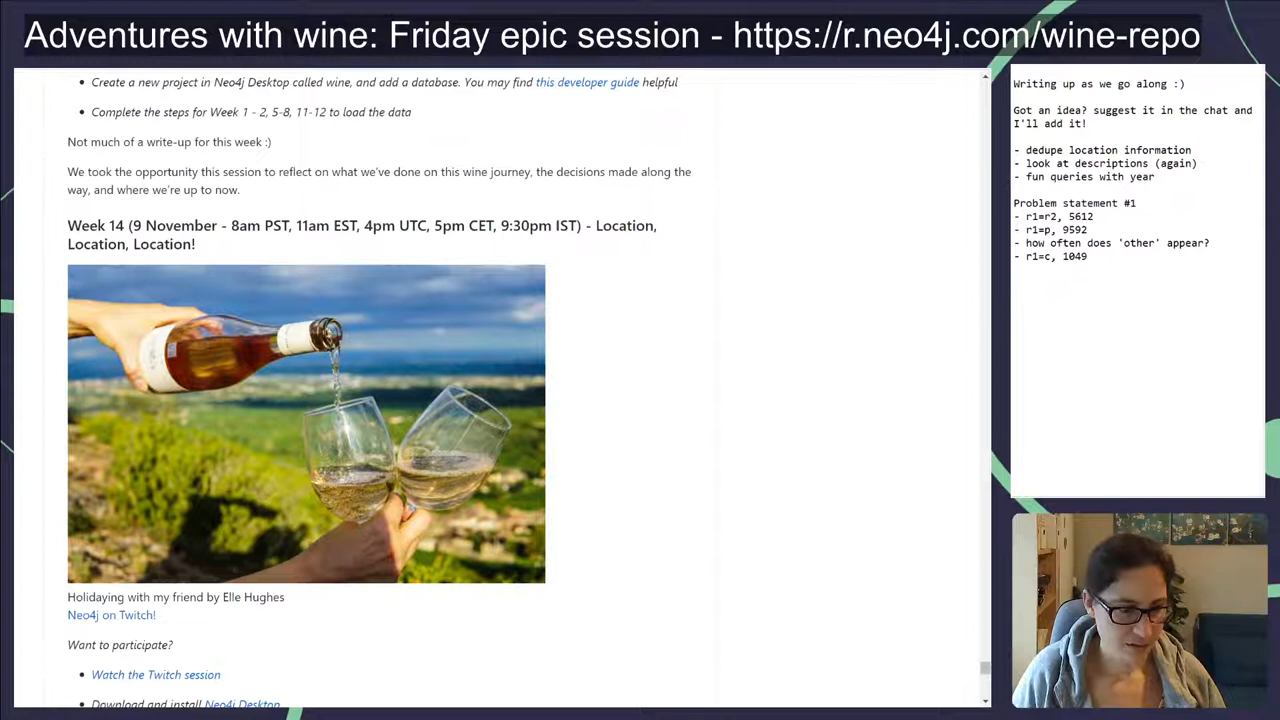 Adventures with wine: Friday epic session - https://r.neo4j.com/wine-repo
• Create a new project in Neo4j Desktop called wine, and add a database. You may find this developer guide helpful
• Complete the steps for Week 1 - 2, 5-8, 11-12 to load the data
Not much of a write-up for this week :)
We took the opportunity this session to reflect on what we've done on this wine journey, the decisions made along the
way, and where we're up to now.
Week 14 (9 November - 8am PST, 11am EST, 4pm UTC, 5pm CET, 9:30pm IST) - Location,
Location, Location!
Holidaying with my friend by Elle Hughes
Neo4j on Twitch!
Want to participate?
• Watch the Twitch session
• Download and install Neo4j Desktop
Writing up as we go along :)
Got an idea? suggest it in the chat and
I'll add it!
- dedupe location information
- look at descriptions (again)
- fun queries with year
Problem statement #1
- r1=r2, 5612
- r1=p, 9592
- how often does 'other' appear?
- r1=c, 1049